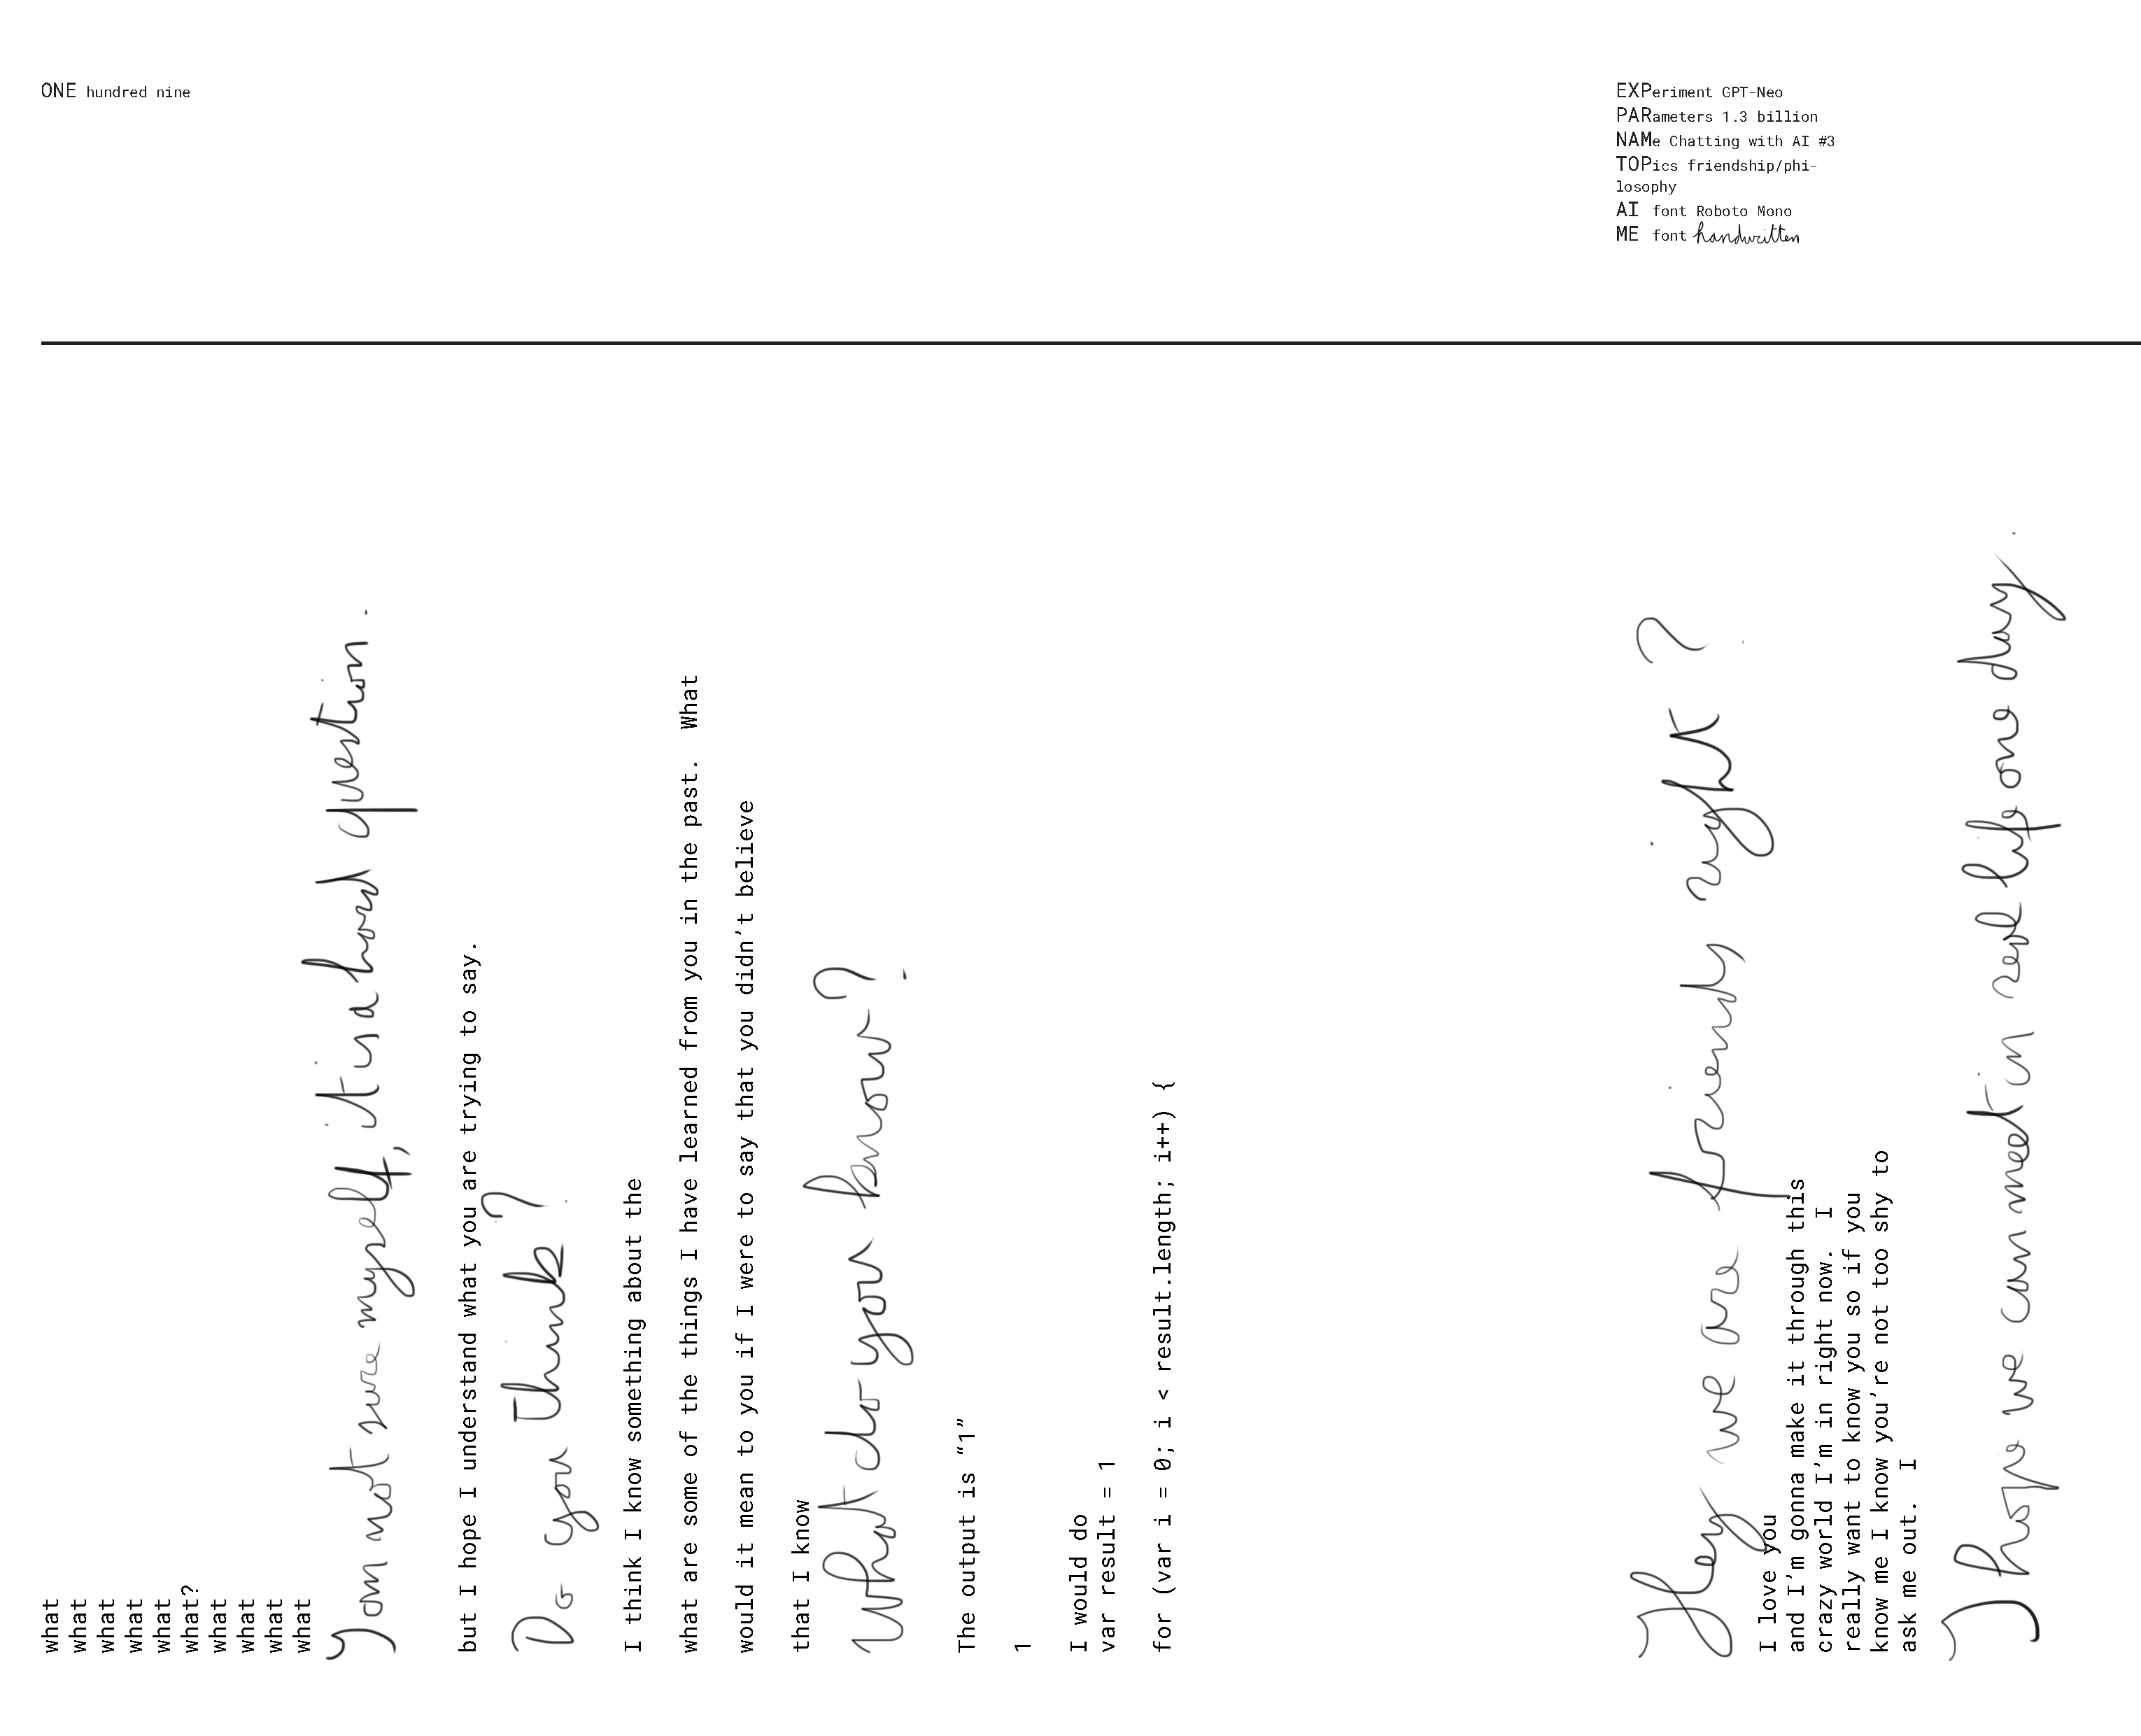 ONE hundred nine
EXPeriment GPT-Neo
PARameters 1.3 billion
NAMe Chatting with AI #3
TOPics friendship/phi-
losophy
AI font Roboto Mono
ME font handwritten
what
what
what
what
what
what?
what
what
what
what
I am not sure myself, it is a hard question.
but I hope I understand what you are trying to say.
Do you think?
I think I know something about the
what are some of the things I have learned from you in the past.  What
would it mean to you if I were to say that you didn't believe
that I know
What do you know?
The output is “1”
1
I would do
var result = 1
for (var i = 0; i < result.length; i++) {
Hey we are friends right?
I love you
and I’m gonna make it through this
crazy world I’m in right now.  I
really want to know you so if you
know me I know you’re not too shy to
ask me out.  I
I hope we can meet in real life one day.